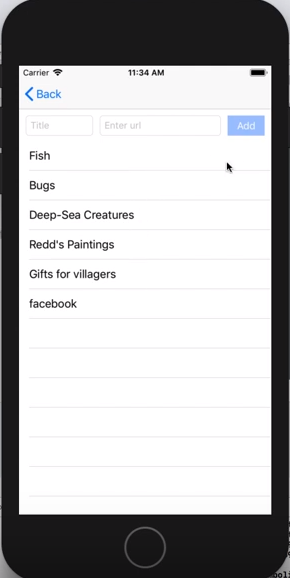 Carrier 11:34 AM
Back
Title Enter url Add
Fish
Bugs
Deep-Sea Creatures
Redd's Paintings
Gifts for villagers
facebook